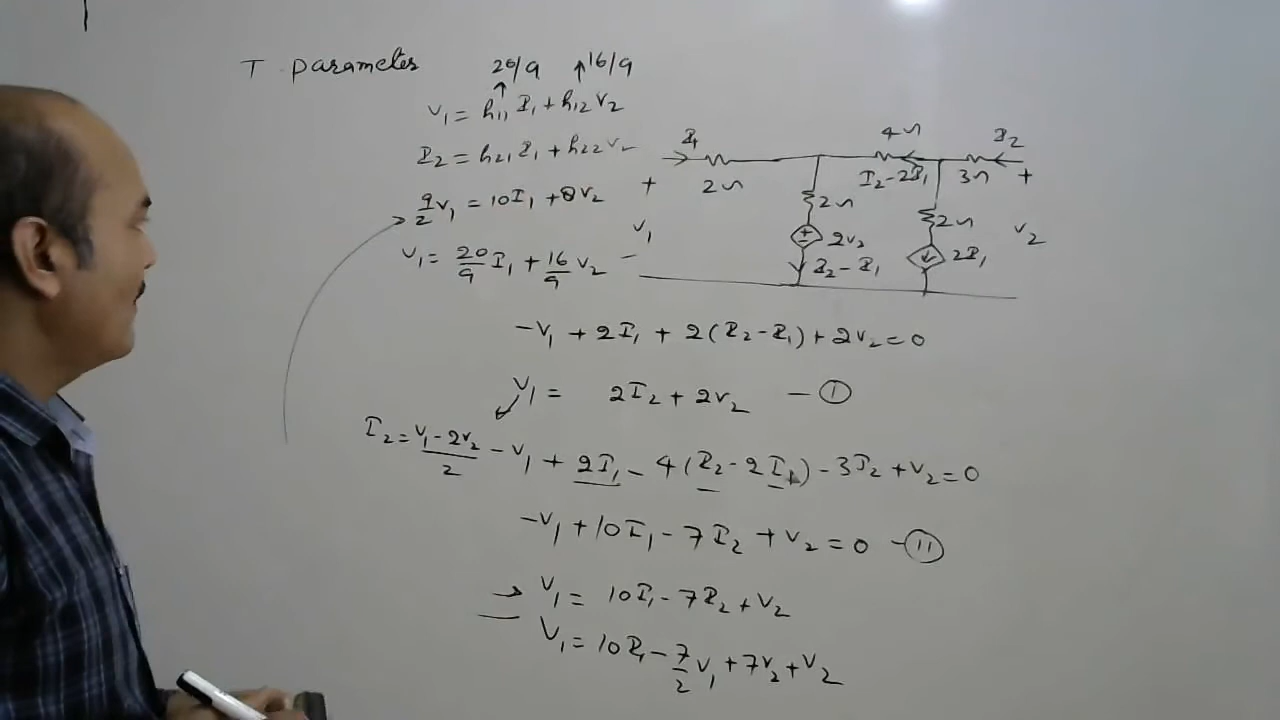 T parameter
20/9 ↑ 16/9
↑
V₁ = h₁₁ I₁ + h₁₂ V₂
I₂ = h₂₁ I₁ + h₂₂ V₂
9/2 V₁ = 10I₁ + 8V₂
V₁ = 20/9 I₁ + 16/9 V₂
I₁ 4Ω I₂
2Ω I₂-2I₁ 3Ω
+ 2Ω 2Ω +
V₁ ± 2V₂ ↓ 2I₁ V₂
- I₂-I₁
-V₁ + 2I₁ + 2(I₂-I₁) + 2V₂ = 0
V₁ = 2I₂ + 2V₂ - ①
I₂ = V₁-2V₂/2
-V₁ + 2I₁ - 4(I₂-2I₁) - 3I₂ + V₂ = 0
-V₁ + 10I₁ - 7I₂ + V₂ = 0 - ⑪
→ V₁ = 10I₁ - 7I₂ + V₂
V₁ = 10I₁ - 7/2 V₁ + 7V₂ + V₂